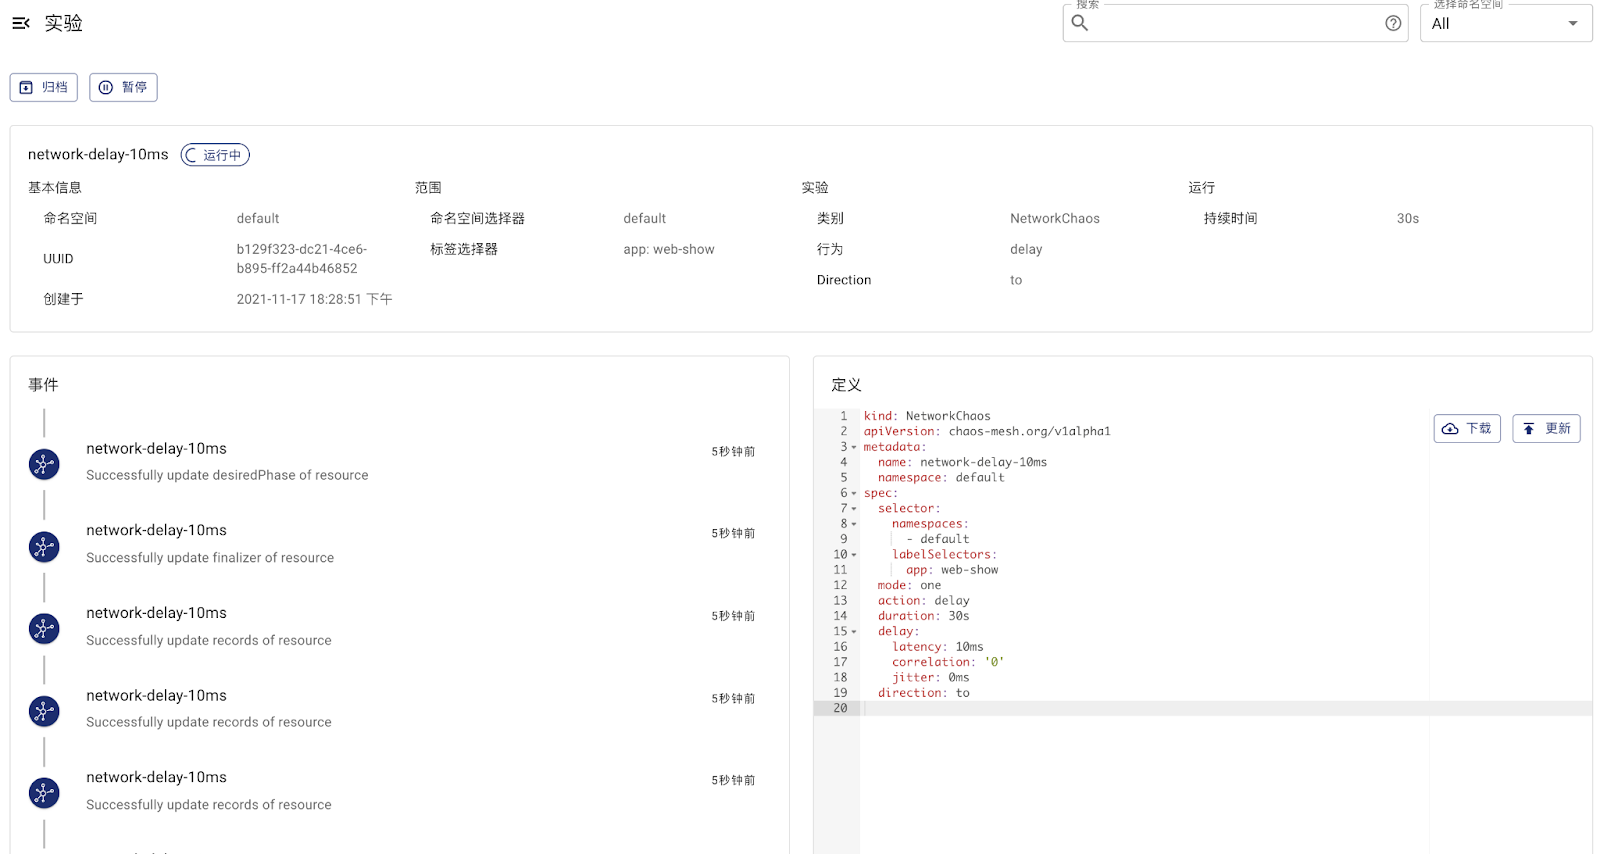 实验
搜索
选择命名空间
All
归档
暂停
network-delay-10ms
运行中
基本信息
命名空间 default
UUID b129f323-dc21-4ce6-
b895-ff2a44b46852
创建于 2021-11-17 18:28:51 下午
范围
命名空间选择器 default
标签选择器 app: web-show
实验
类别 NetworkChaos
行为 delay
Direction to
运行
持续时间 30s
事件
network-delay-10ms 5秒钟前
Successfully update desiredPhase of resource
network-delay-10ms 5秒钟前
Successfully update finalizer of resource
network-delay-10ms 5秒钟前
Successfully update records of resource
network-delay-10ms 5秒钟前
Successfully update records of resource
network-delay-10ms 5秒钟前
Successfully update records of resource
定义
下载
更新
1 kind: NetworkChaos
2 apiVersion: chaos-mesh.org/v1alpha1
3 metadata:
4 name: network-delay-10ms
5 namespace: default
6 spec:
7 selector:
8 namespaces:
9 - default
10 labelSelectors:
11 app: web-show
12 mode: one
13 action: delay
14 duration: 30s
15 delay:
16 latency: 10ms
17 correlation: '0'
18 jitter: 0ms
19 direction: to
20